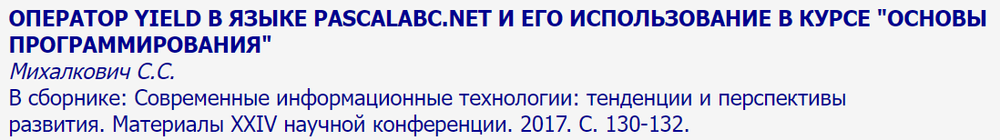 ОПЕРАТОР YIELD В ЯЗЫКЕ PASCALABC.NET И ЕГО ИСПОЛЬЗОВАНИЕ В КУРСЕ "ОСНОВЫ
ПРОГРАММИРОВАНИЯ"
Михалкович С.С.
В сборнике: Современные информационные технологии: тенденции и перспективы
развития. Материалы XXIV научной конференции. 2017. С. 130-132.